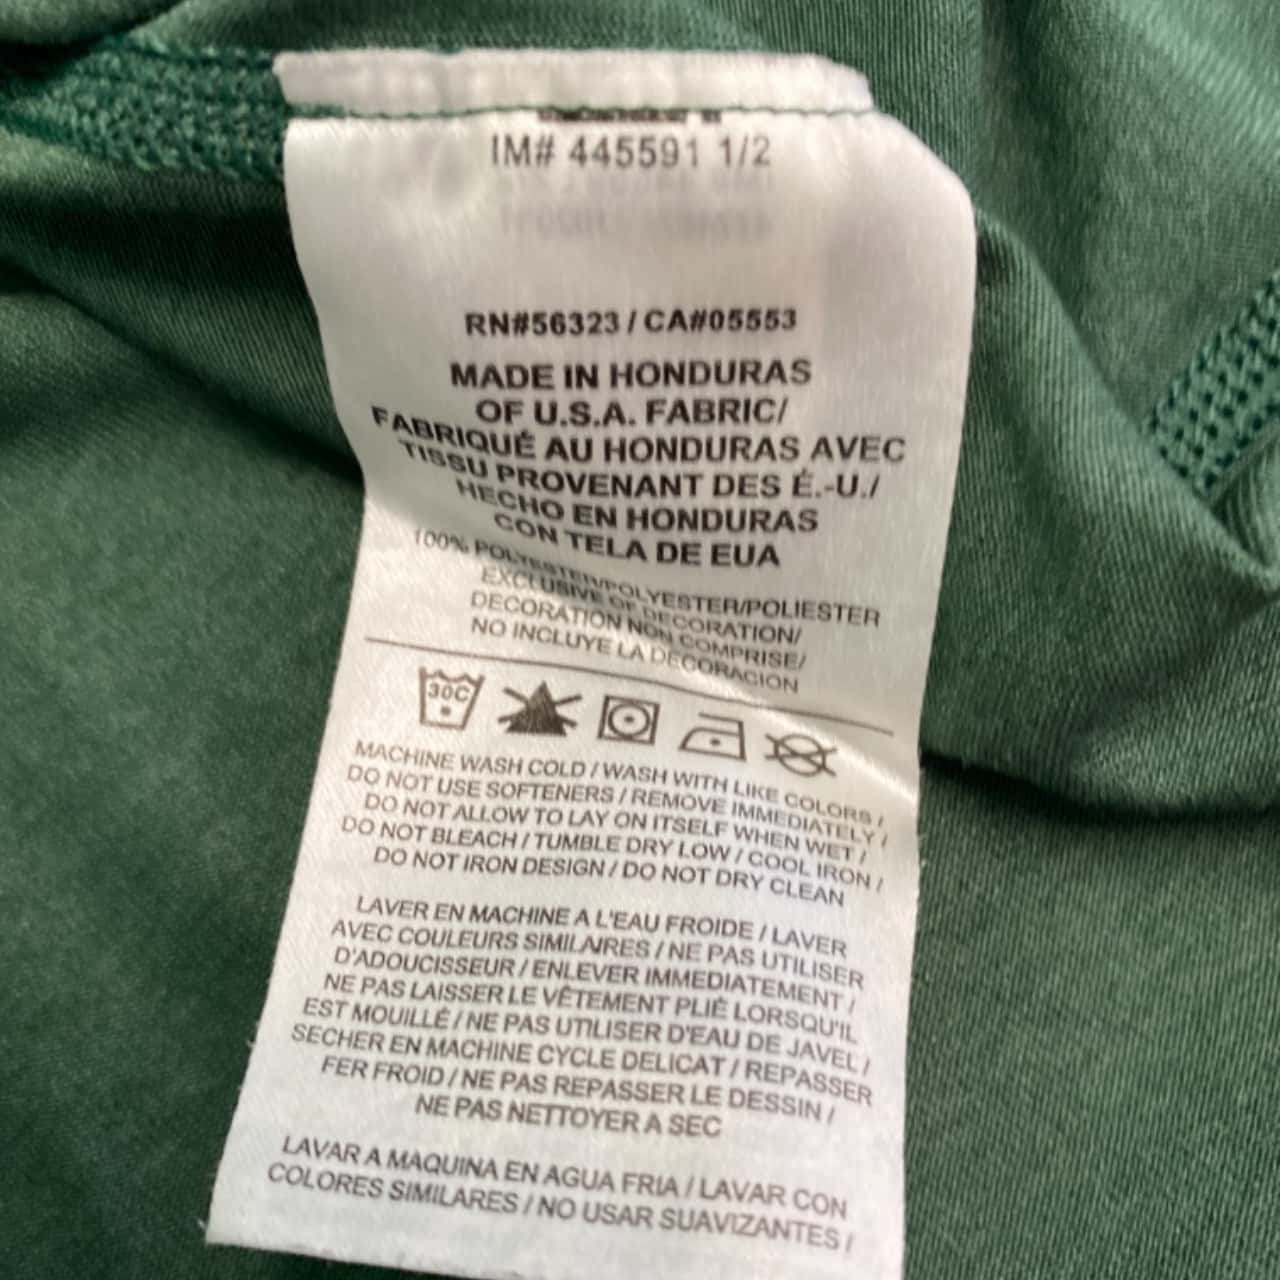 IM# 445591 1/2
RN#56323 / CA#05553
MADE IN HONDURAS
OF U.S.A. FABRIC/
FABRIQUÉ AU HONDURAS AVEC
TISSU PROVENANT DES É.-U./
HECHO EN HONDURAS
CON TELA DE EUA
100% POLYESTER/POLYESTER/POLIESTER
EXCLUSIVE OF DECORATION/
DECORATION NON COMPRISE/
NO INCLUYE LA DECORACION
30C
MACHINE WASH COLD / WASH WITH LIKE COLORS /
DO NOT USE SOFTENERS / REMOVE IMMEDIATELY /
DO NOT ALLOW TO LAY ON ITSELF WHEN WET /
DO NOT BLEACH / TUMBLE DRY LOW / COOL IRON /
DO NOT IRON DESIGN / DO NOT DRY CLEAN
LAVER EN MACHINE A L'EAU FROIDE / LAVER
AVEC COULEURS SIMILAIRES / NE PAS UTILISER
D'ADOUCISSEUR / ENLEVER IMMEDIATEMENT /
NE PAS LAISSER LE VÊTEMENT PLIÉ LORSQU'IL
EST MOUILLÉ / NE PAS UTILISER D'EAU DE JAVEL /
SECHER EN MACHINE CYCLE DELICAT / REPASSER
FER FROID / NE PAS REPASSER LE DESSIN /
NE PAS NETTOYER A SEC
LAVAR A MAQUINA EN AGUA FRIA / LAVAR CON
COLORES SIMILARES / NO USAR SUAVIZANTES /